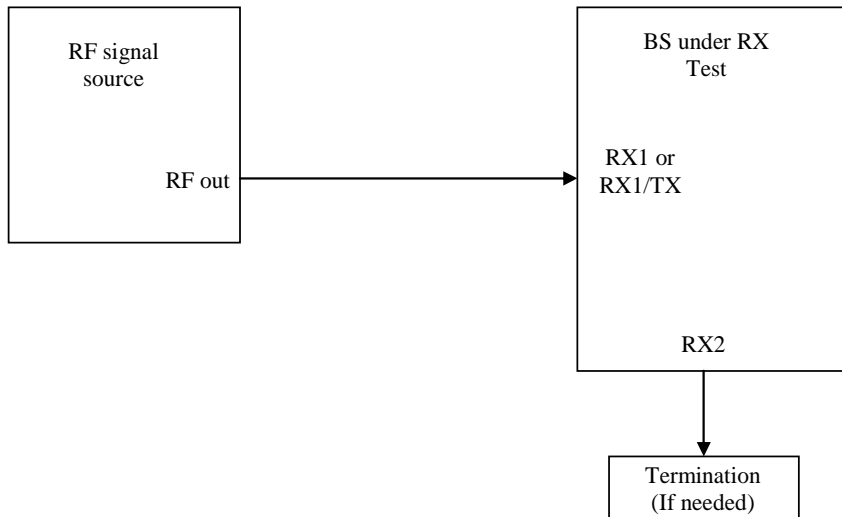 RF signal
source
RF out
BS under RX
Test
RX1 or
RX1/TX
RX2
Termination
(If needed)